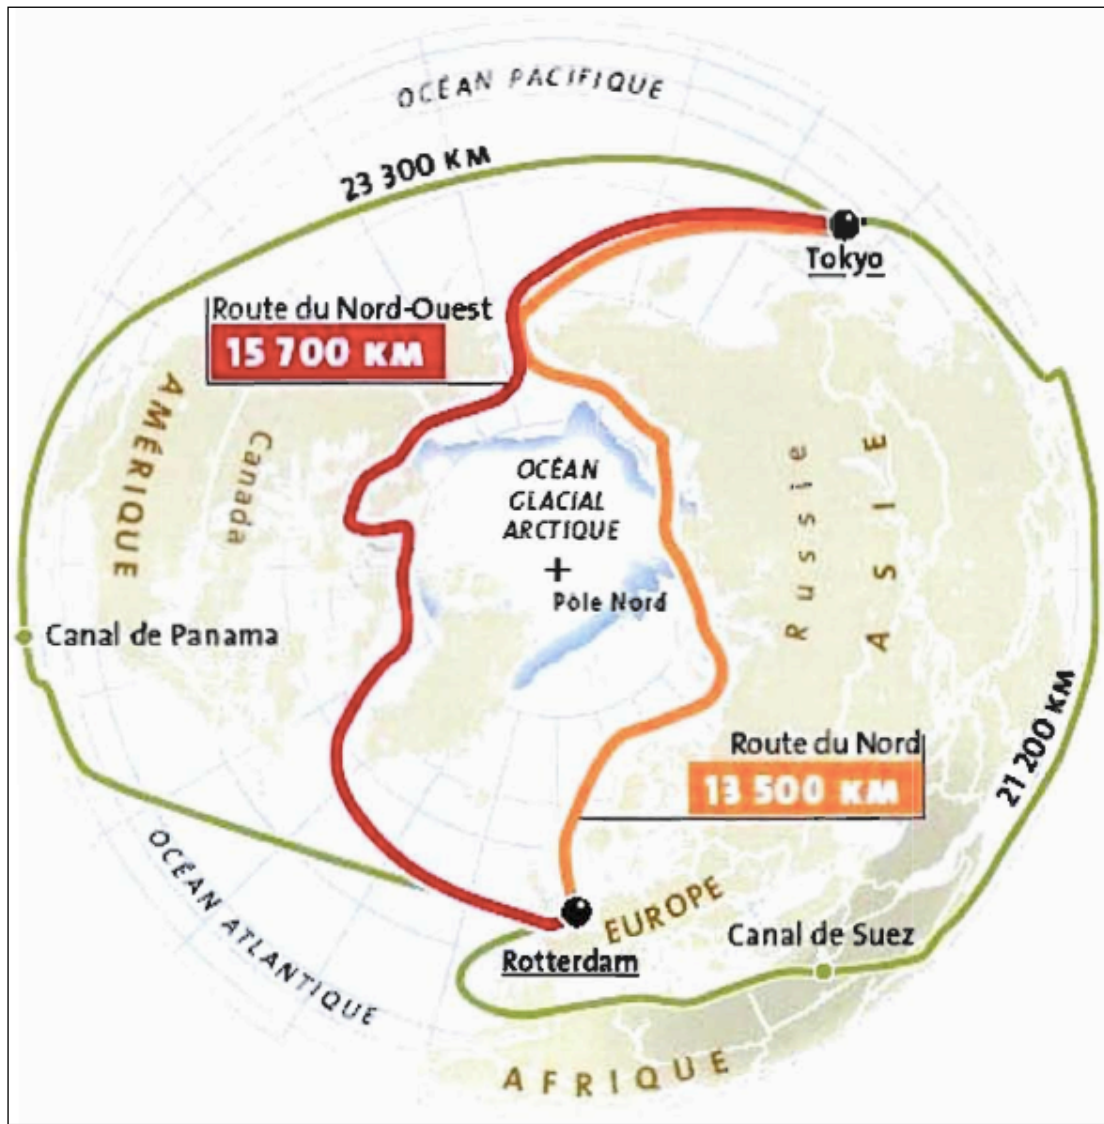 OCÉAN PACIFIQUE
23 300 KM
Tokyo
Route du Nord-Ouest
15 700 KM
AMÉRIQUE
Canada
OCÉAN
GLACIAL
ARCTIQUE
+
Pôle Nord
Russie
ASIE
Canal de Panama
21 200 KM
Route du Nord
13 500 KM
OCÉAN ATLANTIQUE
EUROPE
Rotterdam
Canal de Suez
AFRIQUE